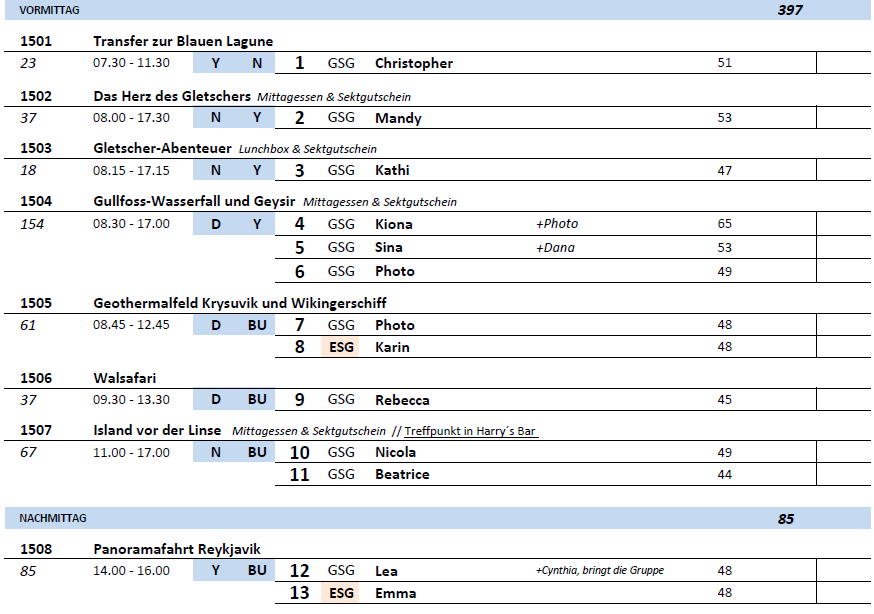 VORMITTAG 397
1501 Transfer zur Blauen Lagune
23 07.30 - 11.30 Y N 1 GSG Christopher 51
1502 Das Herz des Gletschers Mittagessen & Sektgutschein
37 08.00 - 17.30 N Y 2 GSG Mandy 53
1503 Gletscher-Abenteuer Lunchbox & Sektgutschein
18 08.15 - 17.15 N Y 3 GSG Kathi 47
1504 Gullfoss-Wasserfall und Geysir Mittagessen & Sektgutschein
154 08.30 - 17.00 D Y 4 GSG Kiona +Photo 65
5 GSG Sina +Dana 53
6 GSG Photo 49
1505 Geothermalfeld Krysuvik und Wikingerschiff
61 08.45 - 12.45 D BU 7 GSG Photo 48
8 ESG Karin 48
1506 Walsafari
37 09.30 - 13.30 D BU 9 GSG Rebecca 45
1507 Island vor der Linse Mittagessen & Sektgutschein // Treffpunkt in Harry´s Bar
67 11.00 - 17.00 N BU 10 GSG Nicola 49
11 GSG Beatrice 44
NACHMITTAG 85
1508 Panoramafahrt Reykjavik
85 14.00 - 16.00 Y BU 12 GSG Lea +Cynthia, bringt die Gruppe 48
13 ESG Emma 48